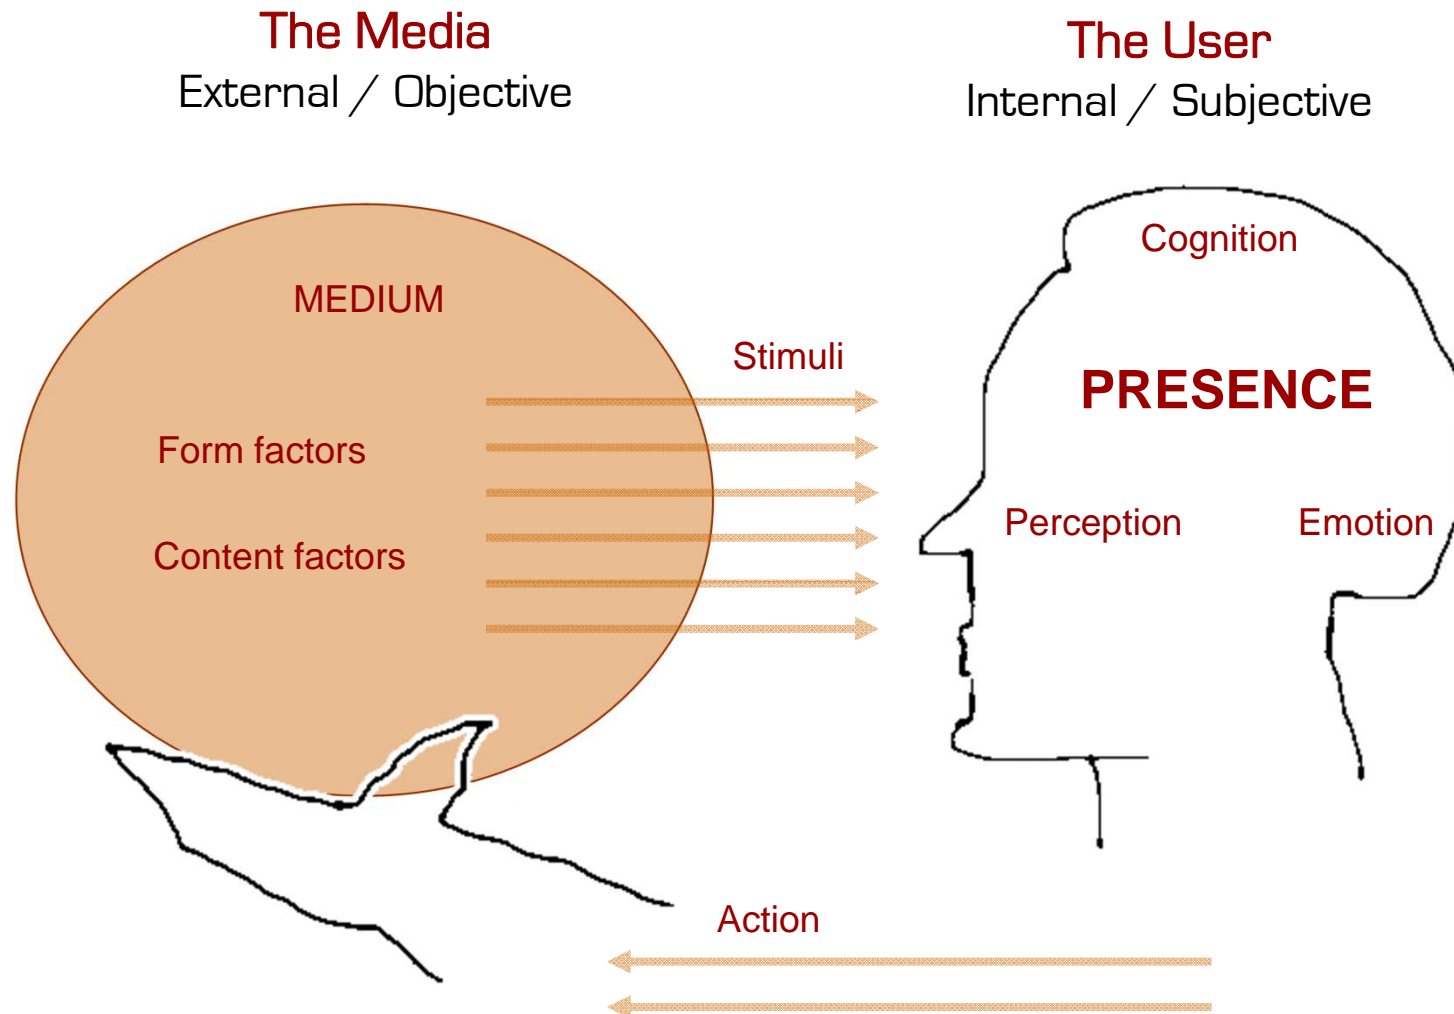 The Media
External / Objective
The User
Internal / Subjective
MEDIUM
Form factors
Content factors
Stimuli
Cognition
PRESENCE
Perception
Emotion
Action